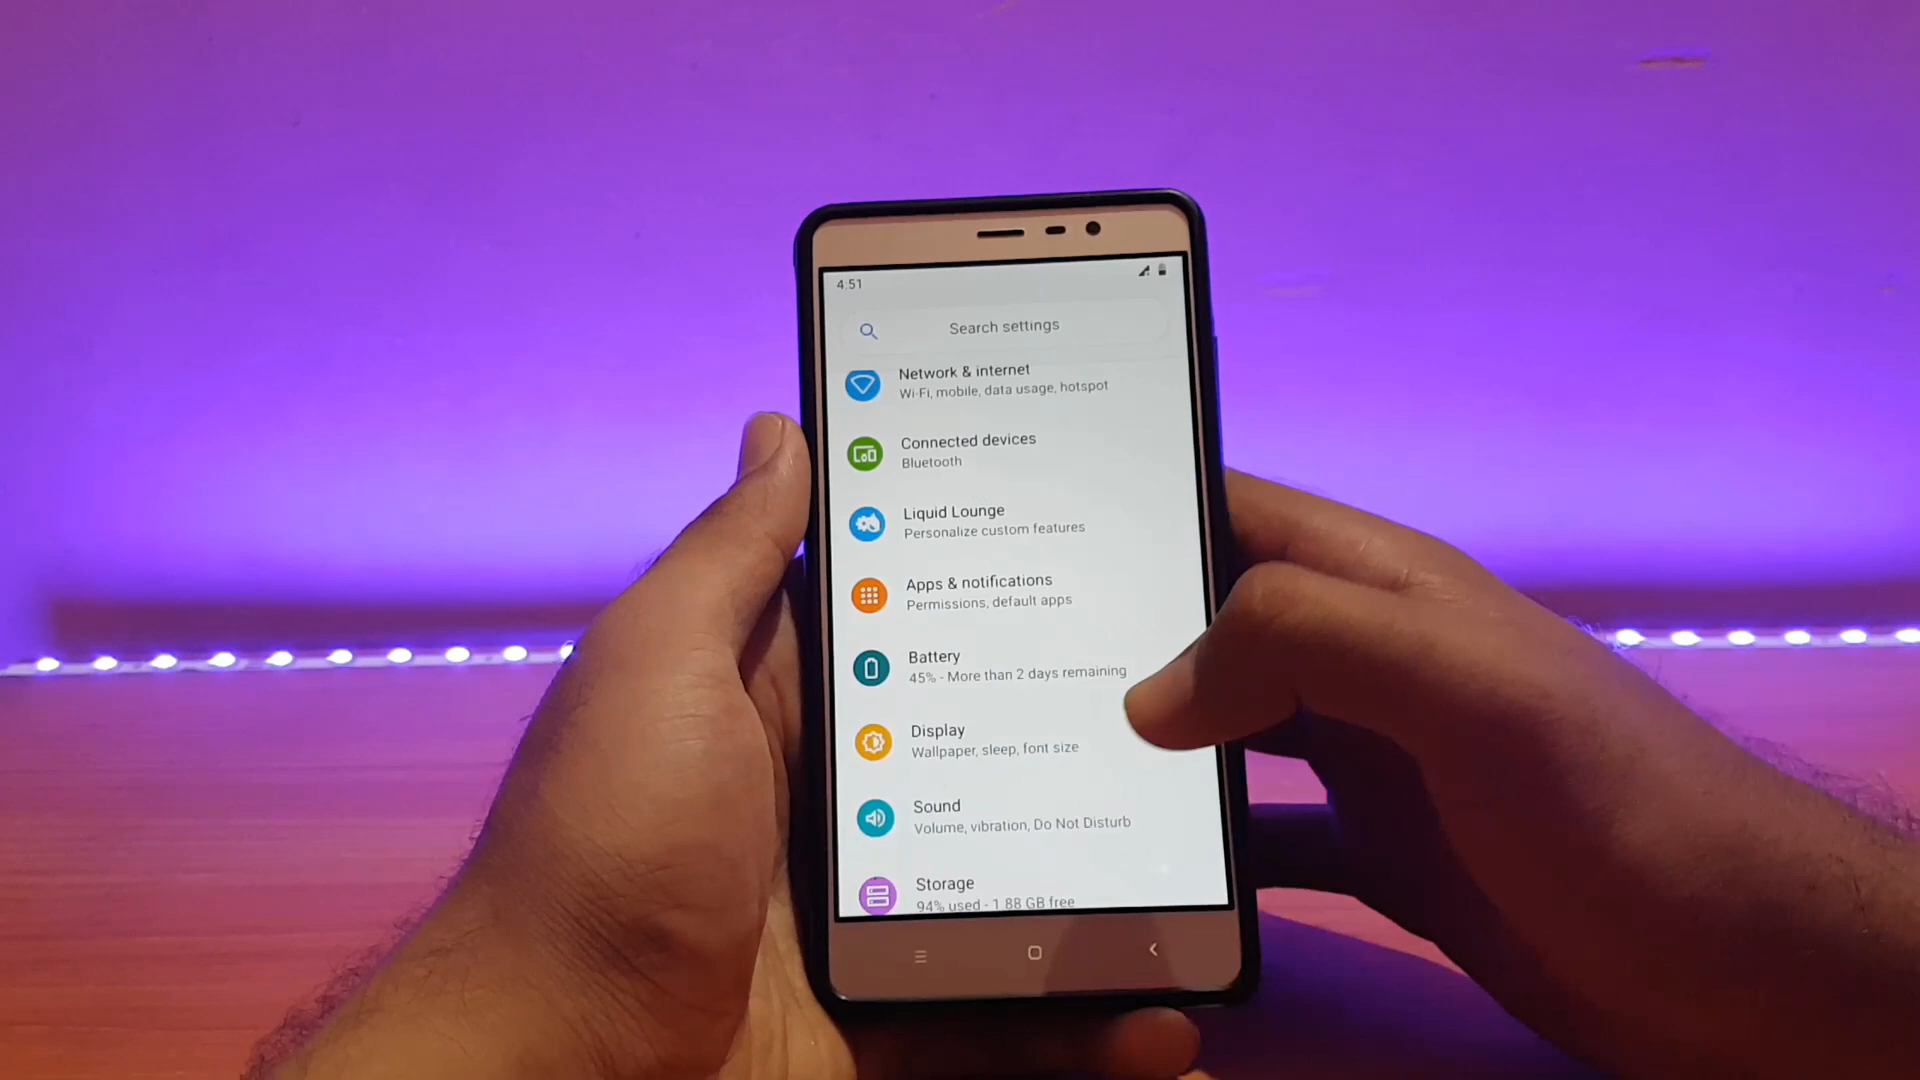 4:51
Search settings
Network & internet
Wi-Fi, mobile, data usage, hotspot
Connected devices
Bluetooth
Liquid Lounge
Personalize custom features
Apps & notifications
Permissions, default apps
Battery
45% - More than 2 days remaining
Display
Wallpaper, sleep, font size
Sound
Volume, vibration, Do Not Disturb
Storage
94% used - 1.88 GB free